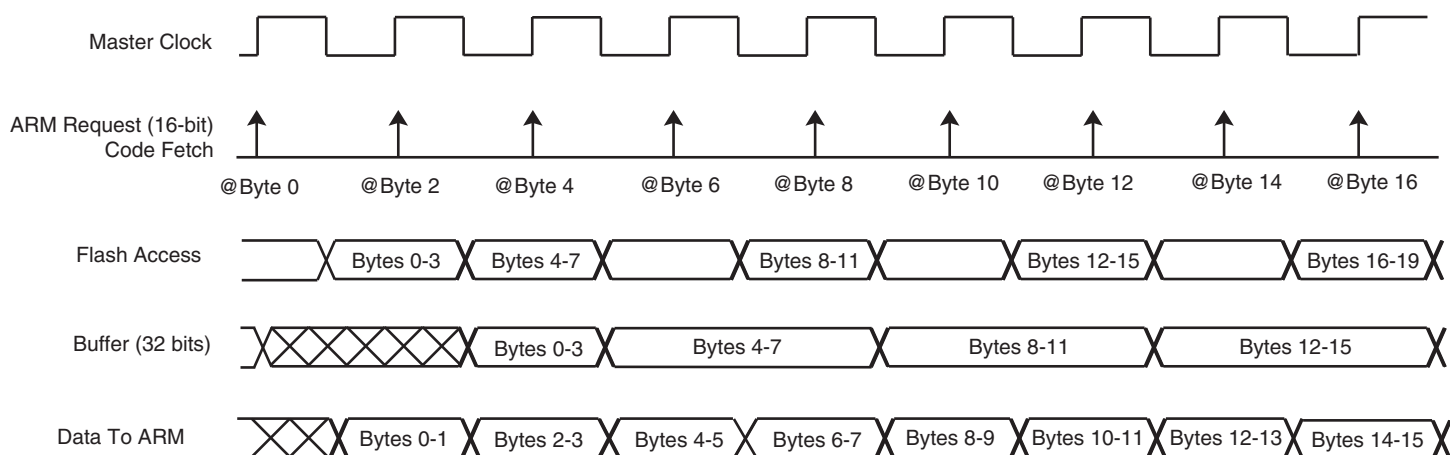 Master Clock
ARM Request (16-bit)
Code Fetch
@Byte 0 @Byte 2 @Byte 4 @Byte 6 @Byte 8 @Byte 10 @Byte 12 @Byte 14 @Byte 16
Flash Access Bytes 0-3 Bytes 4-7 Bytes 8-11 Bytes 12-15 Bytes 16-19
Buffer (32 bits) Bytes 0-3 Bytes 4-7 Bytes 8-11 Bytes 12-15
Data To ARM Bytes 0-1 Bytes 2-3 Bytes 4-5 Bytes 6-7 Bytes 8-9 Bytes 10-11 Bytes 12-13 Bytes 14-15